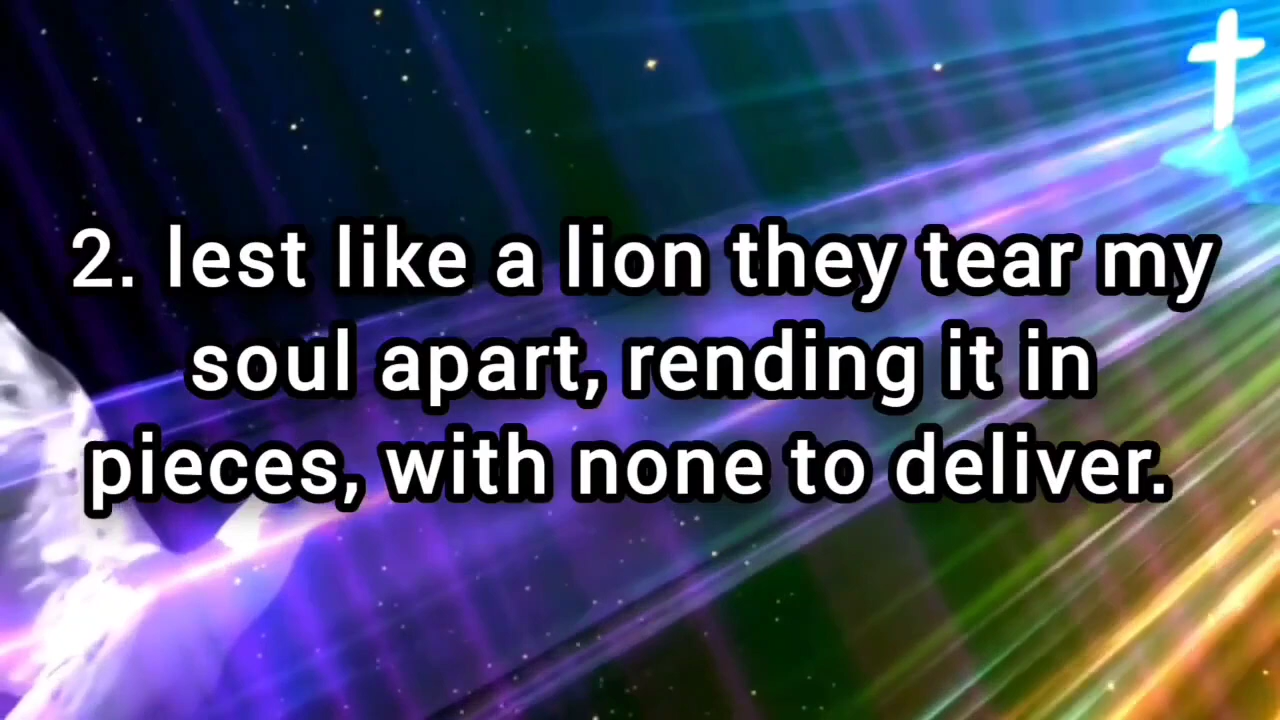 2. lest like a lion they tear my
soul apart, rending it in
pieces, with none to deliver.